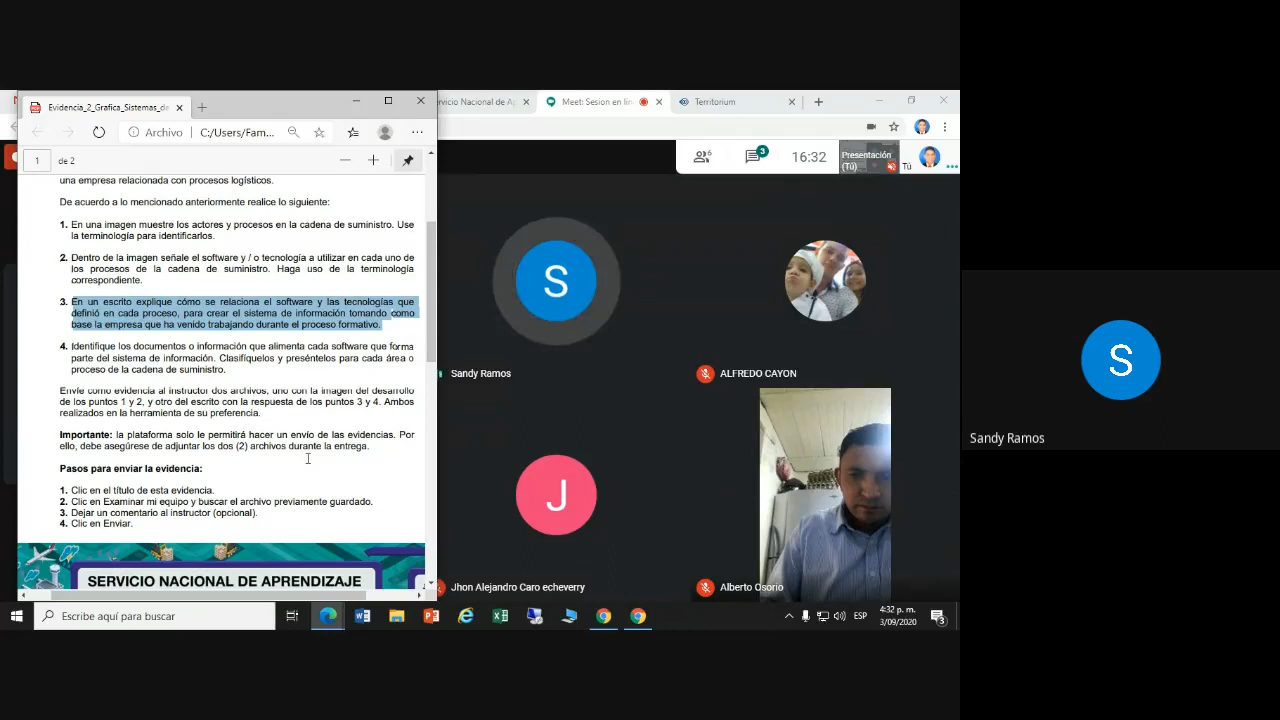 Evidencia_2_Grafica_Sistemas_de
Archivo
C:/Users/Fam...
1 de 2
una empresa relacionada con procesos logísticos.
De acuerdo a lo mencionado anteriormente realice lo siguiente:
1. En una imagen muestre los actores y procesos en la cadena de suministro. Use
la terminología para identificarlos.
2. Dentro de la imagen señale el software y / o tecnología a utilizar en cada uno de
los procesos de la cadena de suministro. Haga uso de la terminología
correspondiente.
3. En un escrito explique cómo se relaciona el software y las tecnologías que
definió en cada proceso, para crear el sistema de información tomando como
base la empresa que ha venido trabajando durante el proceso formativo.
4. Identifique los documentos o información que alimenta cada software que forma
parte del sistema de información. Clasifíquelos y preséntelos para cada área o
proceso de la cadena de suministro.
Envíe como evidencia al instructor dos archivos, uno con la imagen del desarrollo
de los puntos 1 y 2, y otro del escrito con la respuesta de los puntos 3 y 4. Ambos
realizados en la herramienta de su preferencia.
Importante: la plataforma solo le permitirá hacer un envío de las evidencias. Por
ello, debe asegúrese de adjuntar los dos (2) archivos durante la entrega.
Pasos para enviar la evidencia:
1. Clic en el título de esta evidencia.
2. Clic en Examinar mi equipo y buscar el archivo previamente guardado.
3. Dejar un comentario al instructor (opcional).
4. Clic en Enviar.
SERVICIO NACIONAL DE APRENDIZAJE
rvicio Nacional de Ap
Meet: Sesion en lin
Territorium
6
3
16:32
Presentación
(Tú)
Tú
S
Sandy Ramos
ALFREDO CAYON
J
Jhon Alejandro Caro echeverry
Alberto Osorio
S
Sandy Ramos
Escribe aquí para buscar
ESP
4:32 p. m.
3/09/2020
3